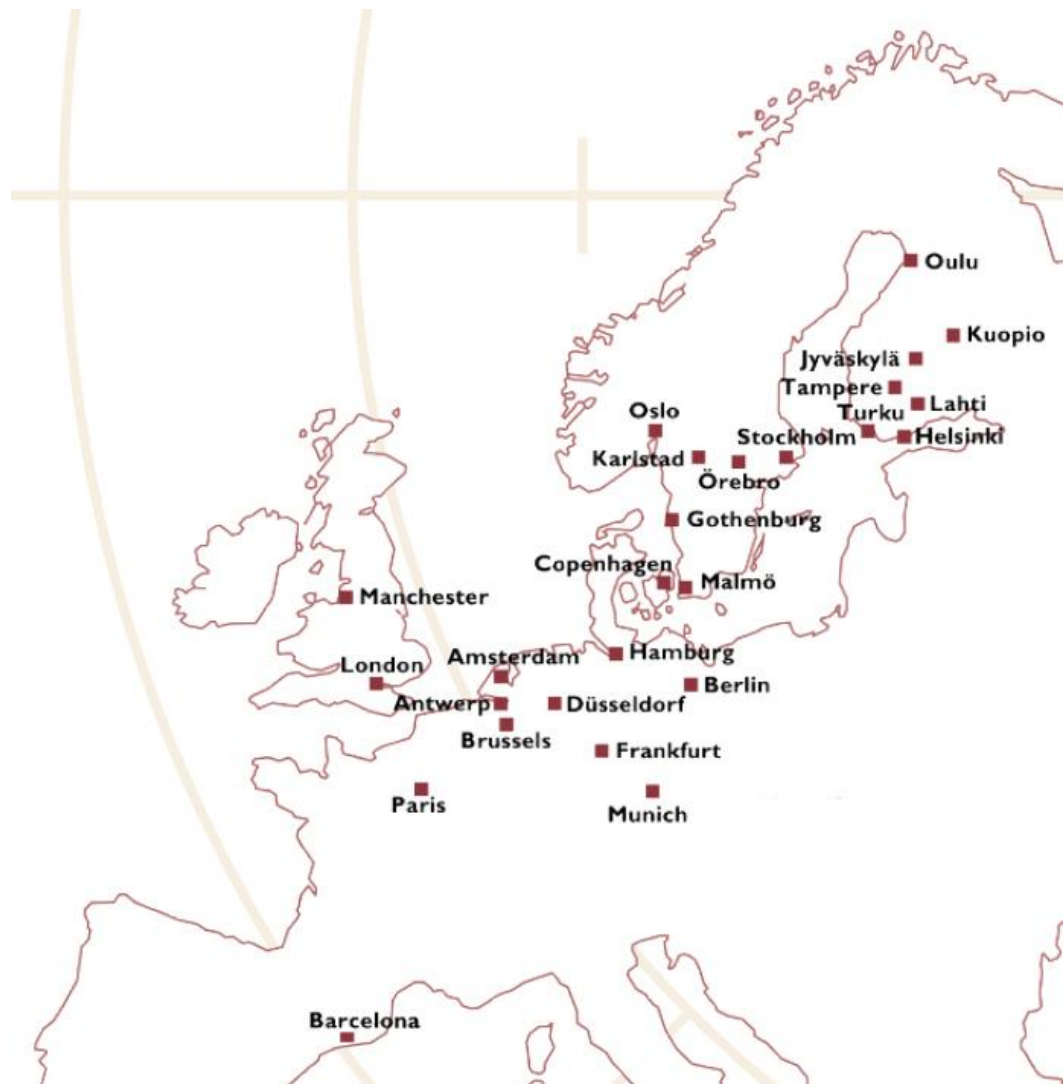 Oulu
Kuopio
Jyväskylä
Tampere
Lahti
Turku
Oslo
Stockholm
Helsinki
Karlstad
Örebro
Gothenburg
Copenhagen
Malmö
Manchester
Hamburg
Amsterdam
London
Berlin
Antwerp
Düsseldorf
Brussels
Frankfurt
Paris
Munich
Barcelona